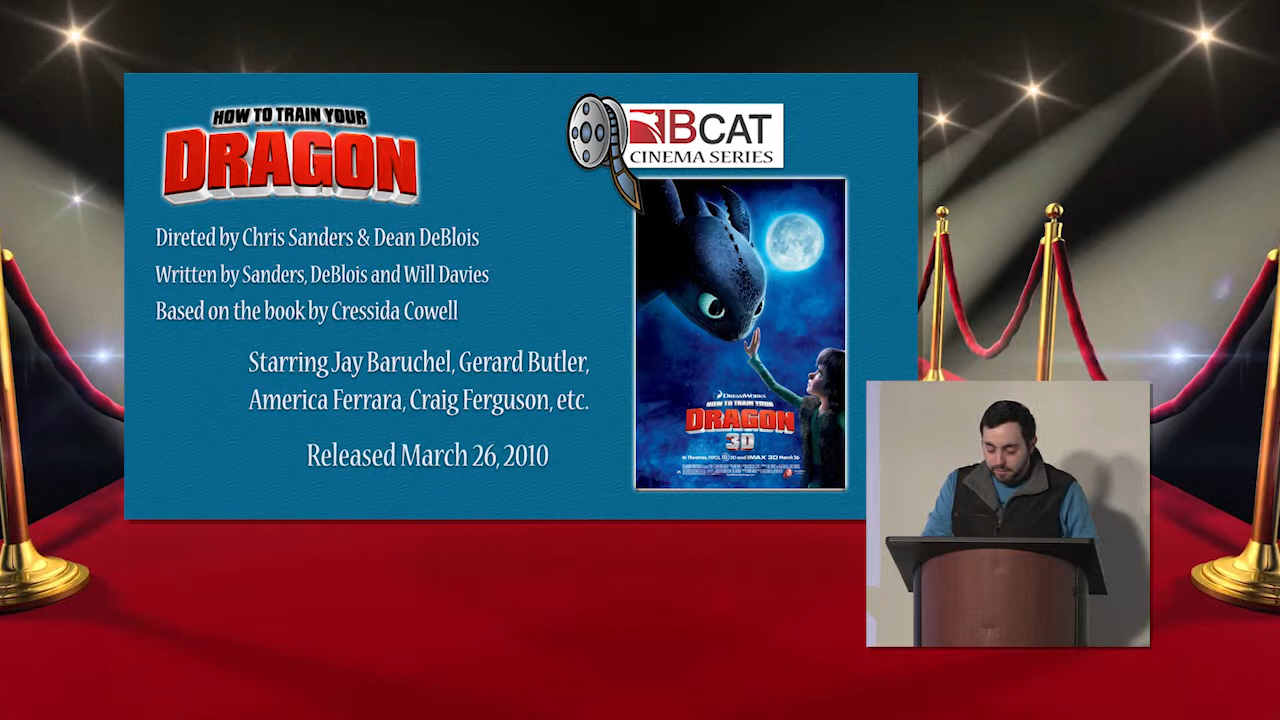 HOW TO TRAIN YOUR
DRAGON
BCAT
CINEMA SERIES
Direted by Chris Sanders & Dean DeBlois
Written by Sanders, DeBlois and Will Davies
Based on the book by Cressida Cowell
Starring Jay Baruchel, Gerard Butler,
America Ferrara, Craig Ferguson, etc.
Released March 26, 2010
DREAMWORKS
HOW TO TRAIN YOUR
DRAGON
3D